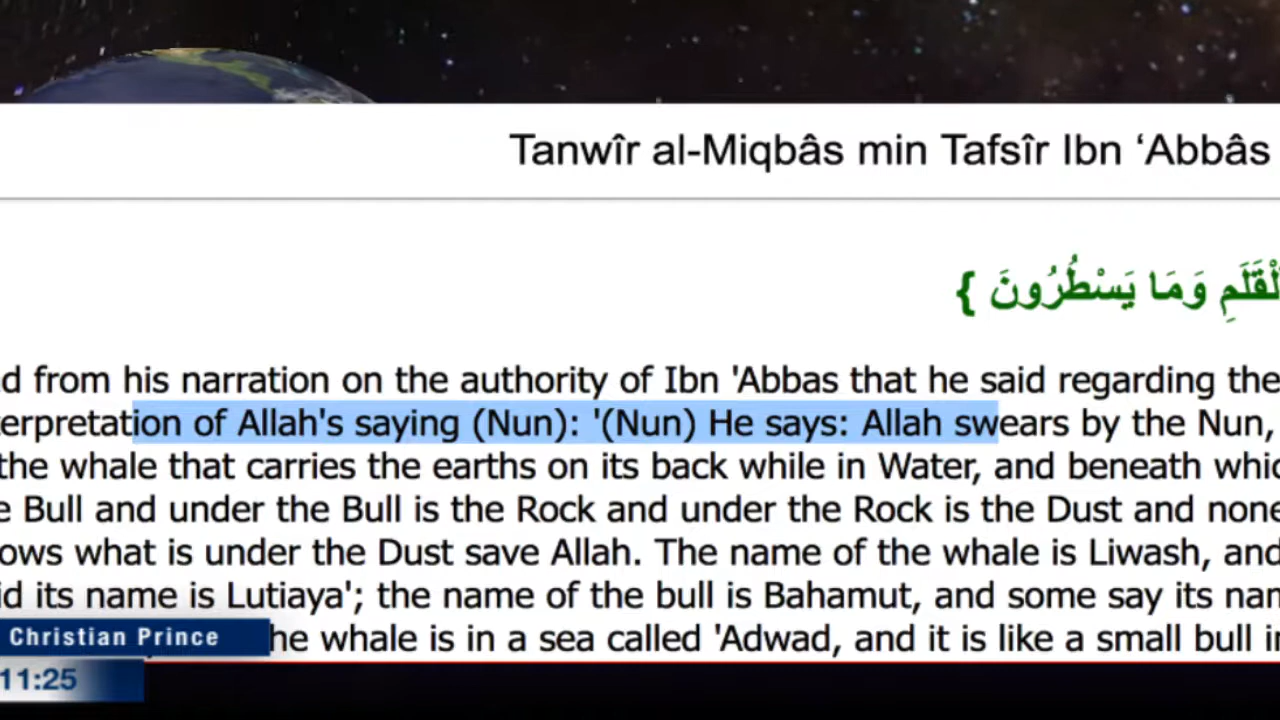 Tanwîr al-Miqbâs min Tafsîr Ibn ‘Abbâs
لْقَلَمِ وَمَا يَسْطُرُونَ }
d from his narration on the authority of Ibn 'Abbas that he said regarding the
terpretation of Allah's saying (Nun): '(Nun) He says: Allah swears by the Nun,
the whale that carries the earths on its back while in Water, and beneath whic
e Bull and under the Bull is the Rock and under the Rock is the Dust and none
ows what is under the Dust save Allah. The name of the whale is Liwash, and
id its name is Lutiaya'; the name of the bull is Bahamut, and some say its nam
he whale is in a sea called 'Adwad, and it is like a small bull in
Christian Prince
11:25